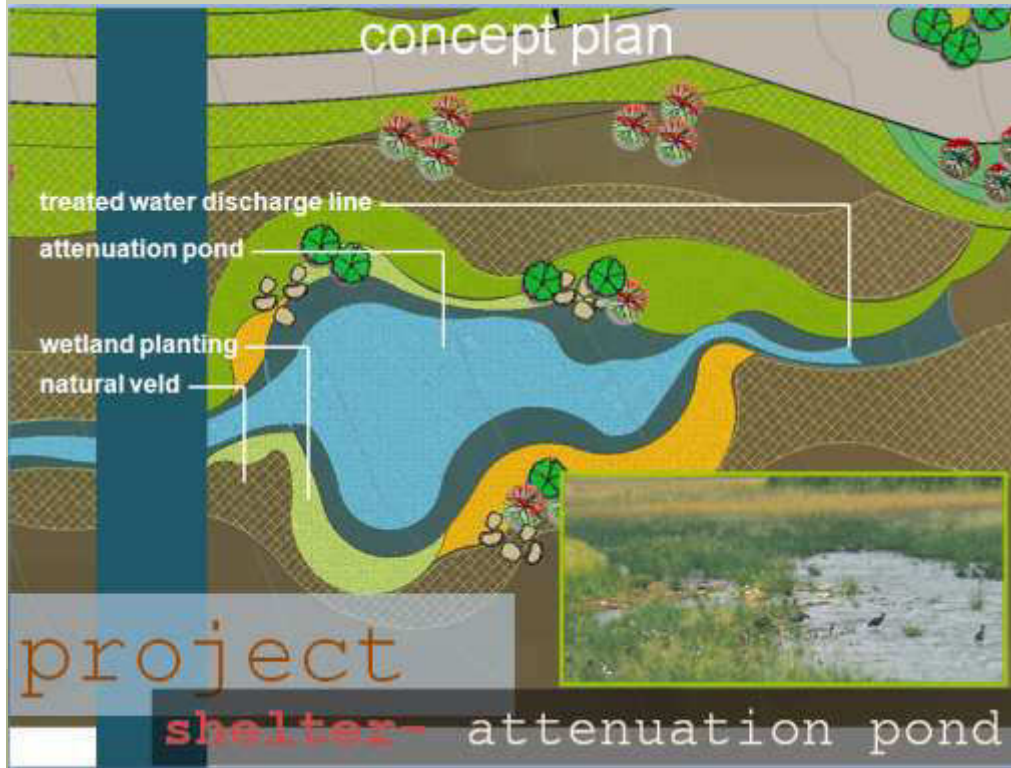 concept plan
treated water discharge line
attenuation pond
wetland planting
natural veld
project
shelter- attenuation pond